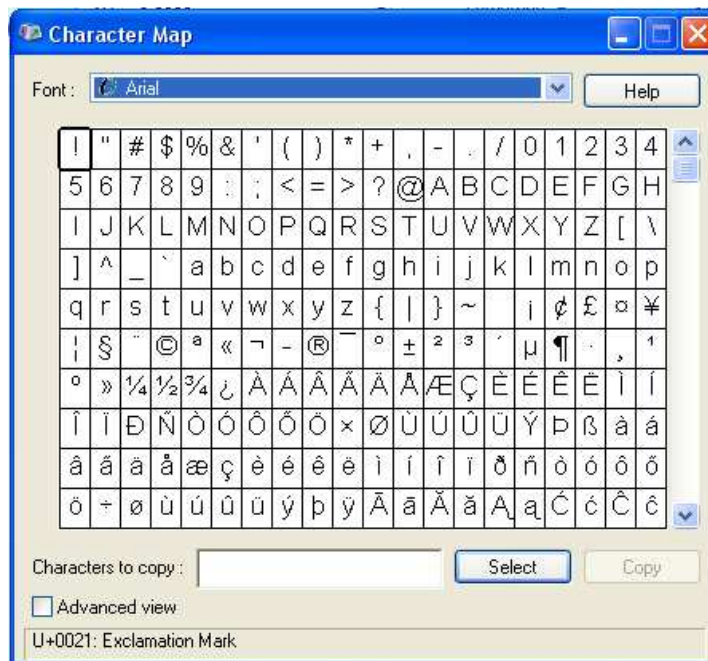 Character Map
Font : Arial Help
! " # $ % & ' ( ) * + , - . / 0 1 2 3 4
5 6 7 8 9 : ; < = > ? @ A B C D E F G H
I J K L M N O P Q R S T U V W X Y Z [ \
] ^ _ ` a b c d e f g h i j k l m n o p
q r s t u v w x y z { | } ~ ¡ ¢ £ ¤ ¥
¦ § ¨ © ª « ¬ - ® ¯ ° ± ² ³ ´ µ ¶ · ¸ ¹
º » ¼ ½ ¾ ¿ À Á Â Ã Ä Å Æ Ç È É Ê Ë Ì Í
Î Ï Ð Ñ Ò Ó Ô Õ Ö × Ø Ù Ú Û Ü Ý Þ ß à á
â ã ä å æ ç è é ê ë ì í î ï ð ñ ò ó ô õ
ö ÷ ø ù ú û ü ý þ ÿ Ā ā Ă ă Ą ą Ć ć Ĉ ĉ
Characters to copy : Select Copy
Advanced view
U+0021: Exclamation Mark